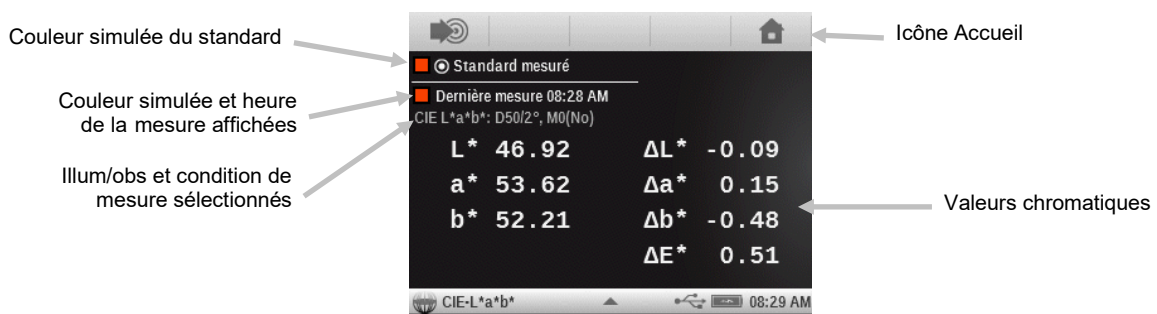 Couleur simulée du standard
Icône Accueil
Standard mesuré
Couleur simulée et heure
de la mesure affichées
Dernière mesure 08:28 AM
CIE L*a*b*: D50/2°, M0(No)
L* 46.92 ΔL* -0.09
Illum/obs et condition de
mesure sélectionnés
a* 53.62 Δa* 0.15
Valeurs chromatiques
b* 52.21 Δb* -0.48
ΔE* 0.51
CIE•L*a*b* 08:29 AM